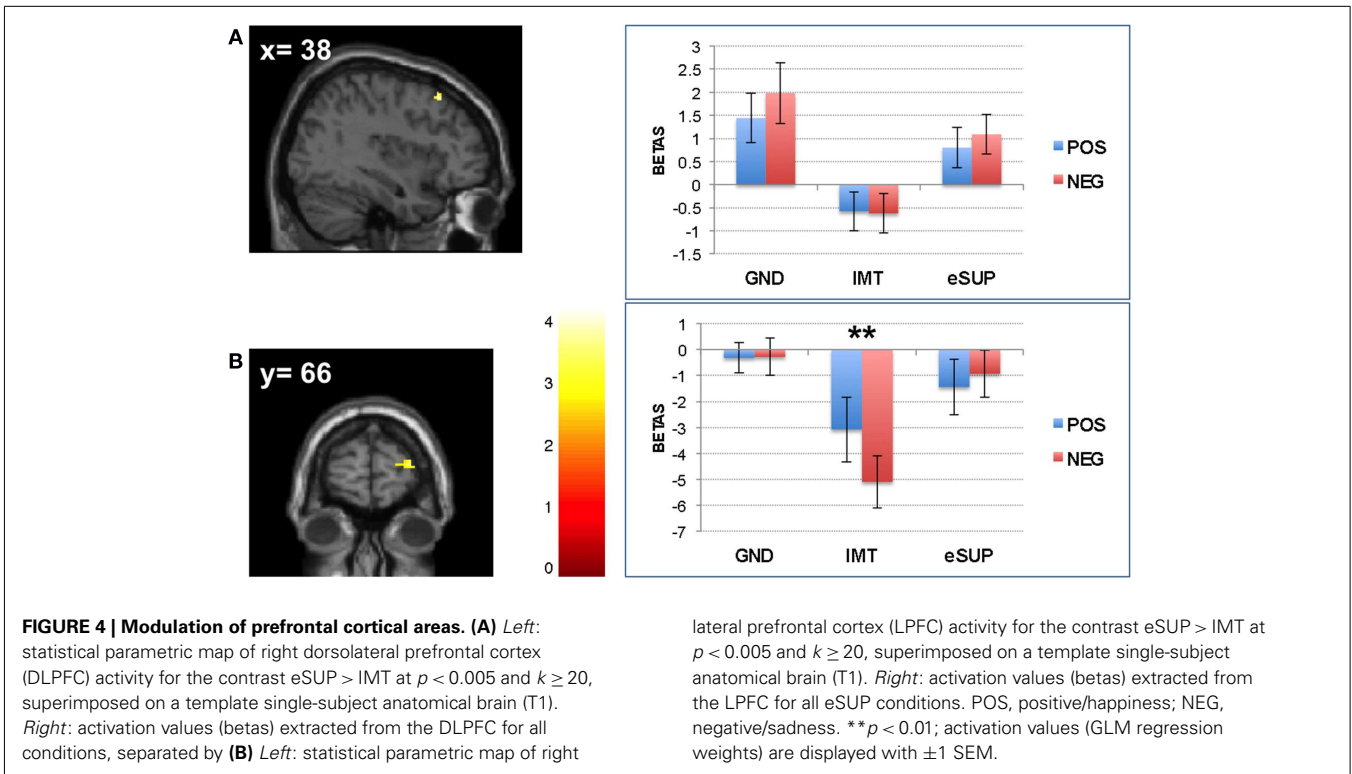 A
x= 38
3
2.5
2
1.5
1
0.5
0
-0.5
-1
-1.5
BETAS
GND IMT eSUP
POS
NEG
B
y= 66
4
3
2
1
0
1
0
-1
-2
-3
-4
-5
-6
-7
BETAS
**
GND IMT eSUP
POS
NEG
FIGURE 4 | Modulation of prefrontal cortical areas. (A) Left:
statistical parametric map of right dorsolateral prefrontal cortex
(DLPFC) activity for the contrast eSUP > IMT at p < 0.005 and k ≥ 20,
superimposed on a template single-subject anatomical brain (T1).
Right: activation values (betas) extracted from the DLPFC for all
conditions, separated by (B) Left: statistical parametric map of right
lateral prefrontal cortex (LPFC) activity for the contrast eSUP > IMT at
p < 0.005 and k ≥ 20, superimposed on a template single-subject
anatomical brain (T1). Right: activation values (betas) extracted from
the LPFC for all eSUP conditions. POS, positive/happiness; NEG,
negative/sadness. **p < 0.01; activation values (GLM regression
weights) are displayed with ±1 SEM.